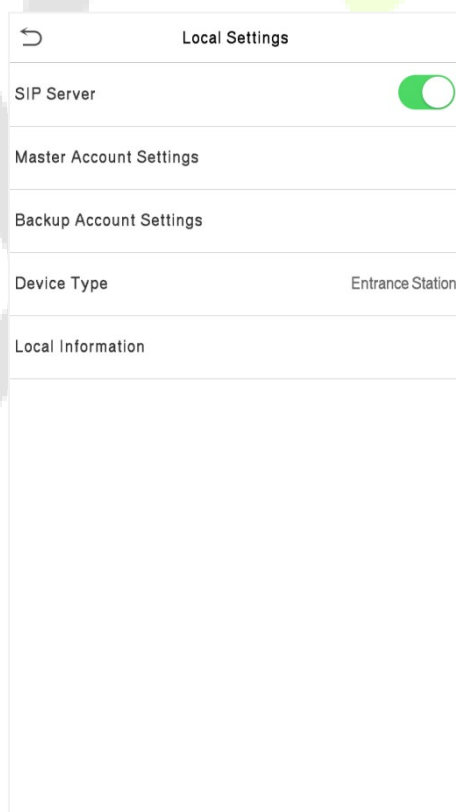 Local Settings
SIP Server
Master Account Settings
Backup Account Settings
Device Type Entrance Station
Local Information